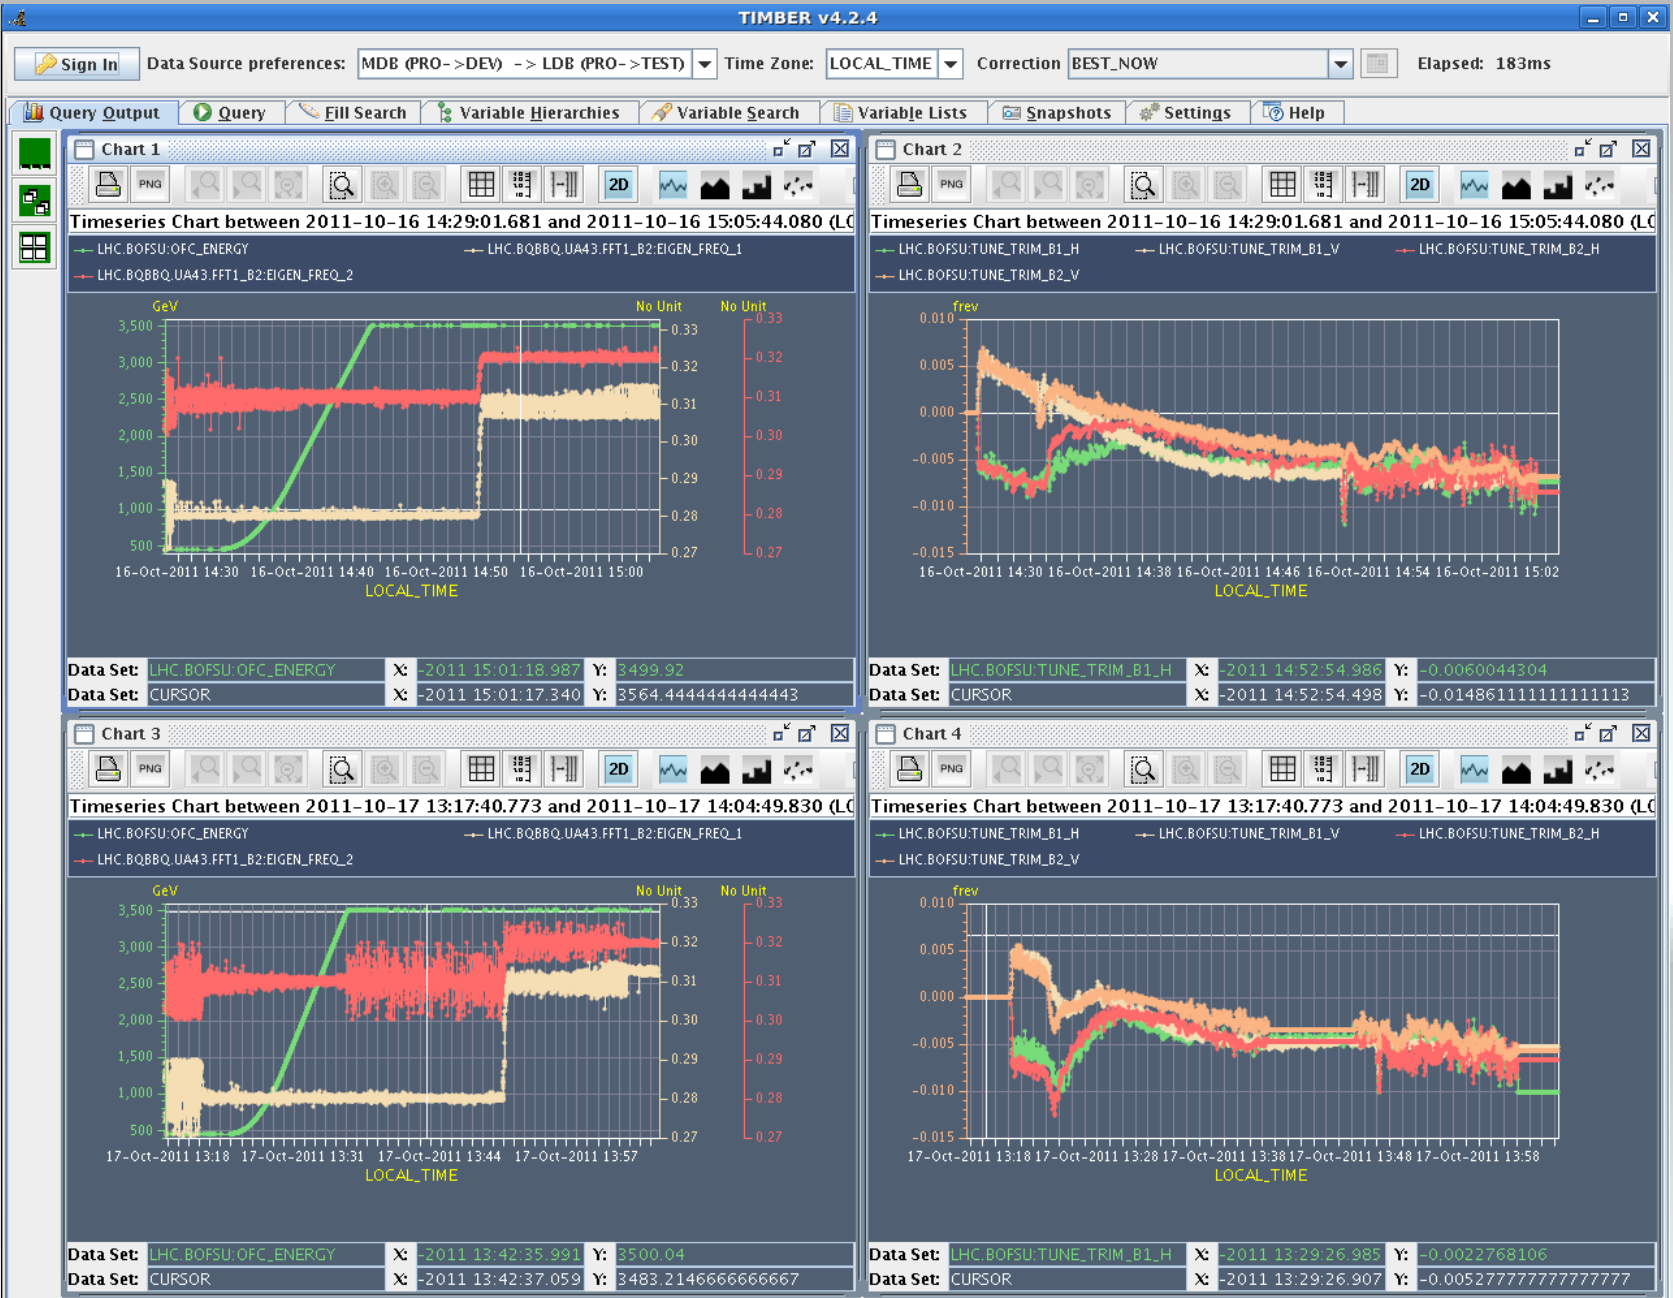 TIMBER v4.2.4
Sign In Data Source preferences: MDB (PRO->DEV) -> LDB (PRO->TEST) Time Zone: LOCAL_TIME Correction BEST_NOW Elapsed: 183ms
Query Output Query Fill Search Variable Hierarchies Variable Search Variable Lists Snapshots Settings Help
Chart 1
PNG 2D
Timeseries Chart between 2011-10-16 14:29:01.681 and 2011-10-16 15:05:44.080 (LO
LHC.BOFSU:OFC_ENERGY LHC.BQBBQ.UA43.FFT1_B2:EIGEN_FREQ_1
LHC.BQBBQ.UA43.FFT1_B2:EIGEN_FREQ_2
GeV No Unit No Unit
3,500 0.33 0.33
3,000 0.32 0.32
2,500 0.31 0.31
2,000 0.30 0.30
1,500 0.29 0.29
1,000 0.28 0.28
500 0.27 0.27
16-Oct-2011 14:30 16-Oct-2011 14:40 16-Oct-2011 14:50 16-Oct-2011 15:00
LOCAL_TIME
Data Set: LHC.BOFSU:OFC_ENERGY X: -2011 15:01:18.987 Y: 3499.92
Data Set: CURSOR X: -2011 15:01:17.340 Y: 3564.4444444444443
Chart 2
PNG 2D
Timeseries Chart between 2011-10-16 14:29:01.681 and 2011-10-16 15:05:44.080 (LO
LHC.BOFSU:TUNE_TRIM_B1_H LHC.BOFSU:TUNE_TRIM_B1_V LHC.BOFSU:TUNE_TRIM_B2_H
LHC.BOFSU:TUNE_TRIM_B2_V
frev
0.010
0.005
0.000
-0.005
-0.010
-0.015
16-Oct-2011 14:30 16-Oct-2011 14:38 16-Oct-2011 14:46 16-Oct-2011 14:54 16-Oct-2011 15:02
LOCAL_TIME
Data Set: LHC.BOFSU:TUNE_TRIM_B1_H X: -2011 14:52:54.986 Y: -0.0060044304
Data Set: CURSOR X: -2011 14:52:54.498 Y: -0.014861111111111113
Chart 3
PNG 2D
Timeseries Chart between 2011-10-17 13:17:40.773 and 2011-10-17 14:04:49.830 (LO
LHC.BOFSU:OFC_ENERGY LHC.BQBBQ.UA43.FFT1_B2:EIGEN_FREQ_1
LHC.BQBBQ.UA43.FFT1_B2:EIGEN_FREQ_2
GeV No Unit No Unit
3,500 0.33 0.33
3,000 0.32 0.32
2,500 0.31 0.31
2,000 0.30 0.30
1,500 0.29 0.29
1,000 0.28 0.28
500 0.27 0.27
17-Oct-2011 13:18 17-Oct-2011 13:31 17-Oct-2011 13:44 17-Oct-2011 13:57
LOCAL_TIME
Data Set: LHC.BOFSU:OFC_ENERGY X: -2011 13:42:35.991 Y: 3500.04
Data Set: CURSOR X: -2011 13:42:37.059 Y: 3483.2146666666667
Chart 4
PNG 2D
Timeseries Chart between 2011-10-17 13:17:40.773 and 2011-10-17 14:04:49.830 (LO
LHC.BOFSU:TUNE_TRIM_B1_H LHC.BOFSU:TUNE_TRIM_B1_V LHC.BOFSU:TUNE_TRIM_B2_H
LHC.BOFSU:TUNE_TRIM_B2_V
frev
0.010
0.005
0.000
-0.005
-0.010
-0.015
17-Oct-2011 13:18 17-Oct-2011 13:28 17-Oct-2011 13:38 17-Oct-2011 13:48 17-Oct-2011 13:58
LOCAL_TIME
Data Set: LHC.BOFSU:TUNE_TRIM_B1_H X: -2011 13:29:26.985 Y: -0.0022768106
Data Set: CURSOR X: -2011 13:29:26.907 Y: -0.005277777777777777